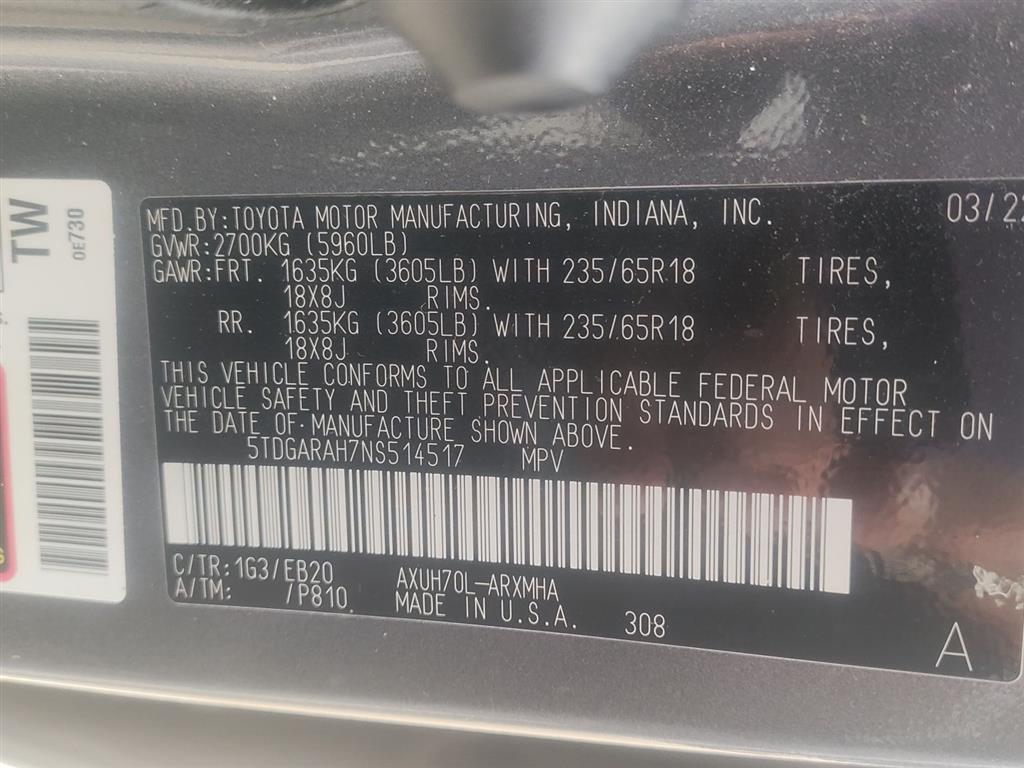 MFD.BY:TOYOTA MOTOR MANUFACTURING, INDIANA, INC. 03/2
GVWR:2700KG (5960LB)
GAWR:FRT. 1635KG (3605LB) WITH 235/65R18 TIRES,
18X8J RIMS.
RR. 1635KG (3605LB) WITH 235/65R18 TIRES,
18X8J RIMS.
THIS VEHICLE CONFORMS TO ALL APPLICABLE FEDERAL MOTOR
VEHICLE SAFETY AND THEFT PREVENTION STANDARDS IN EFFECT ON
THE DATE OF MANUFACTURE SHOWN ABOVE.
5TDGARAH7NS514517 MPV
C/TR:1G3/EB20 AXUH70L-ARXMHA
A/TM: /P810. MADE IN U.S.A. 308
A
TW
0E730